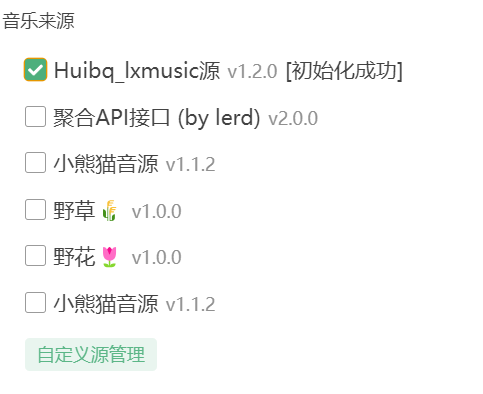 音乐来源
Huibq_lxmusic源 v1.2.0 [初始化成功]
聚合API接口 (by lerd) v2.0.0
小熊猫音源 v1.1.2
野草🌾 v1.0.0
野花🌷 v1.0.0
小熊猫音源 v1.1.2
自定义源管理